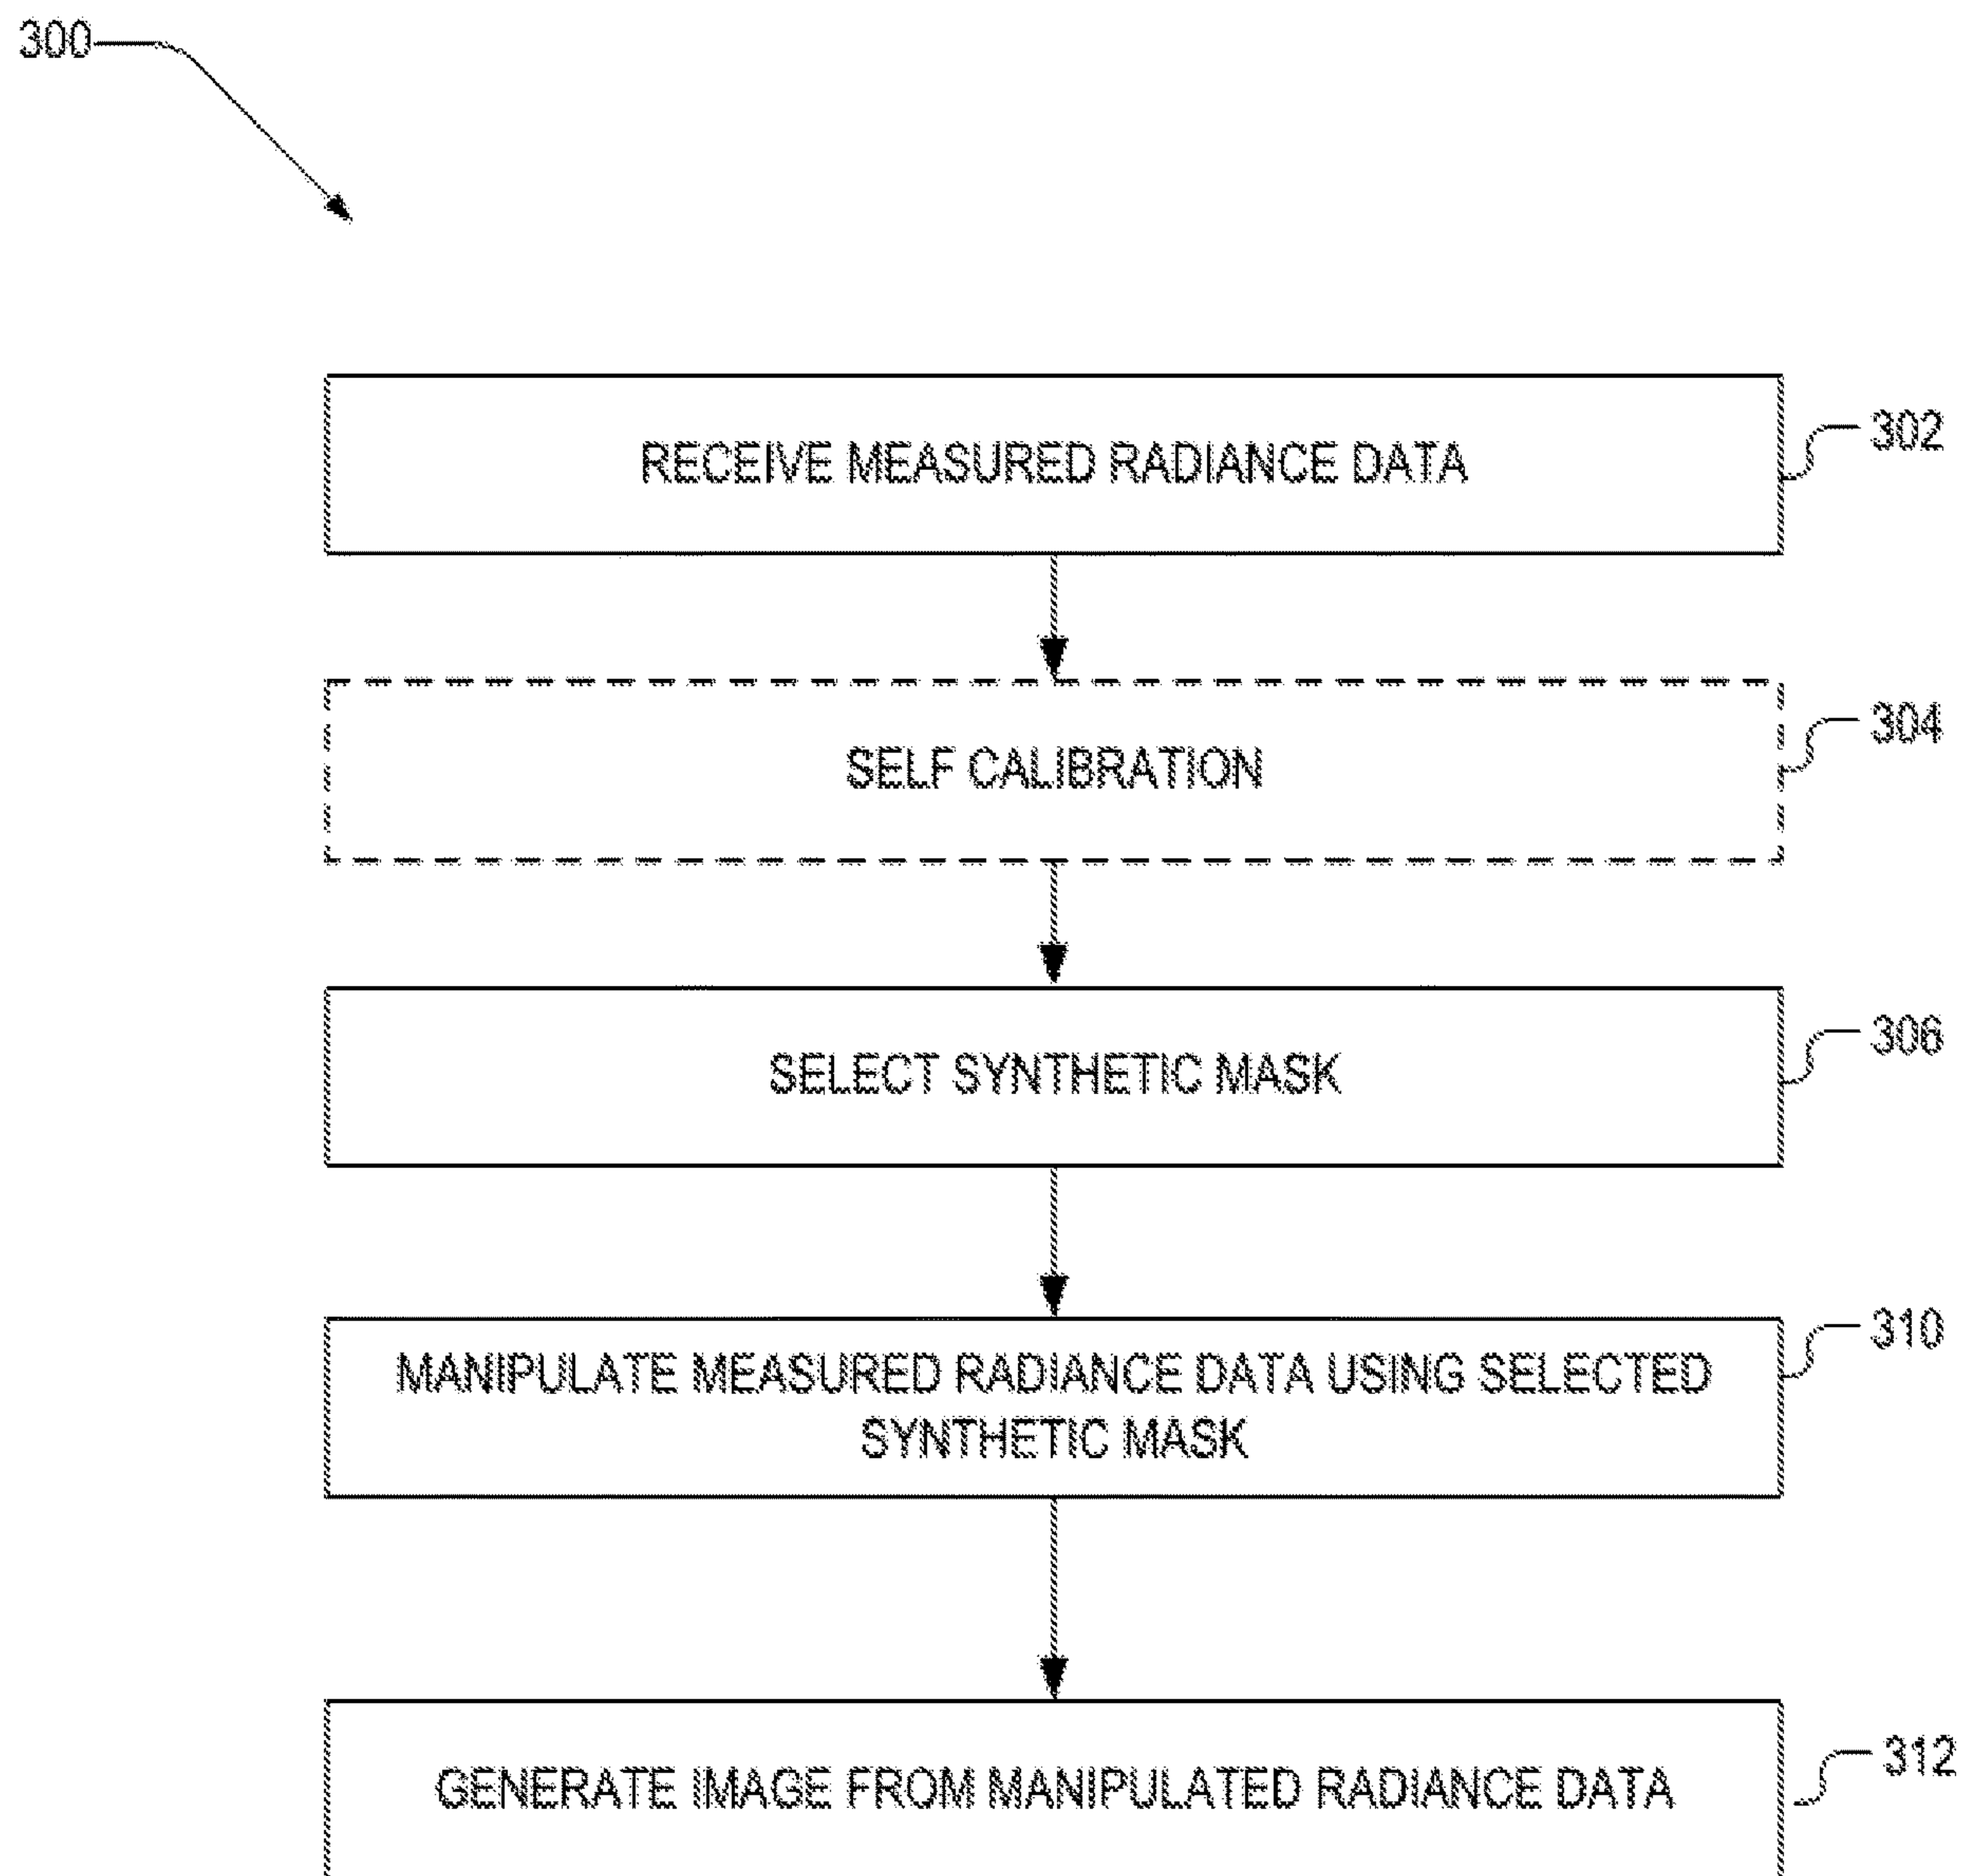 300
RECEIVE MEASURED RADIANCE DATA
302
SELF CALIBRATION
304
SELECT SYNTHETIC MASK
306
MANIPULATE MEASURED RADIANCE DATA USING SELECTED
SYNTHETIC MASK
310
GENERATE IMAGE FROM MANIPULATED RADIANCE DATA
312